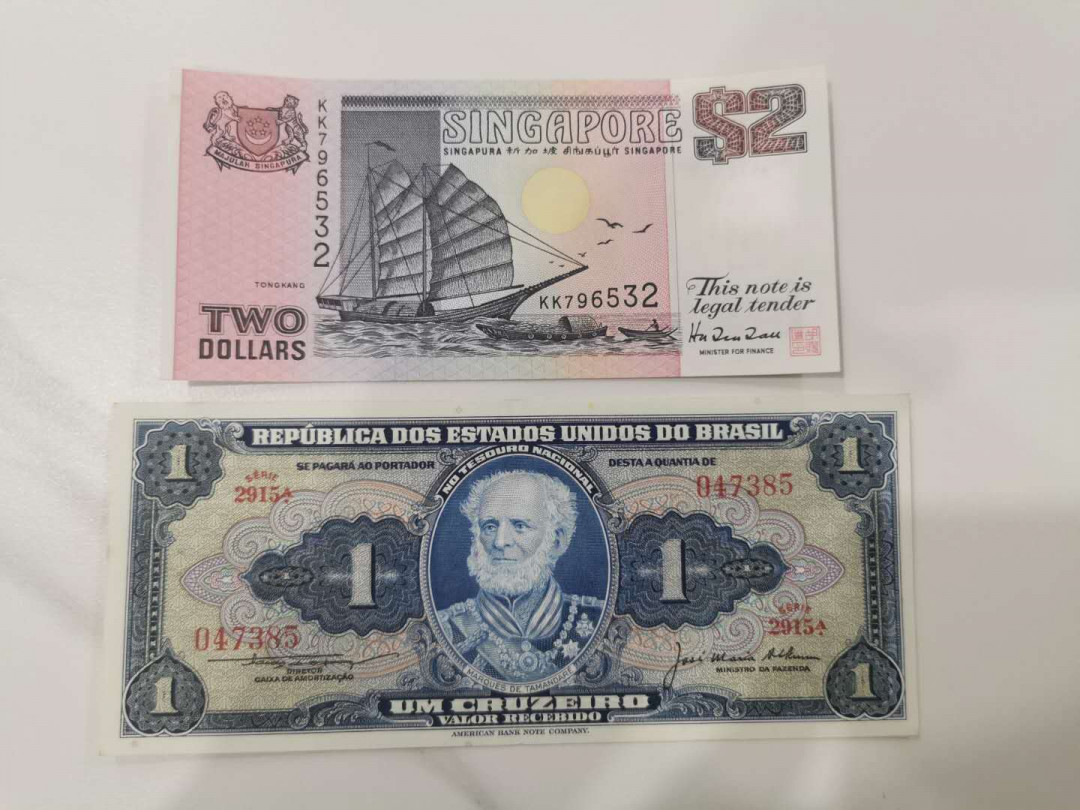 MAJULAH SINGAPURA
KK796532
SINGAPORE
SINGAPURA 新加坡 சிங்கப்பூர் SINGAPORE
$2
TONGKANG
TWO
DOLLARS
KK796532
This note is
legal tender
MINISTER FOR FINANCE
1
REPÚBLICA DOS ESTADOS UNIDOS DO BRASIL
1
SE PAGARÁ AO PORTADOR
NO TESOURO NACIONAL
DESTA A QUANTIA DE
SÉRIE
2915ª
047385
1
1
047385
SÉRIE
2915ª
DIRETOR
CAIXA DE AMORTIZAÇÃO
MARQUÊS DE TAMANDARÉ
José Maria
MINISTRO DA FAZENDA
1
UM CRUZEIRO
1
VALOR RECEBIDO
AMERICAN BANK NOTE COMPANY.